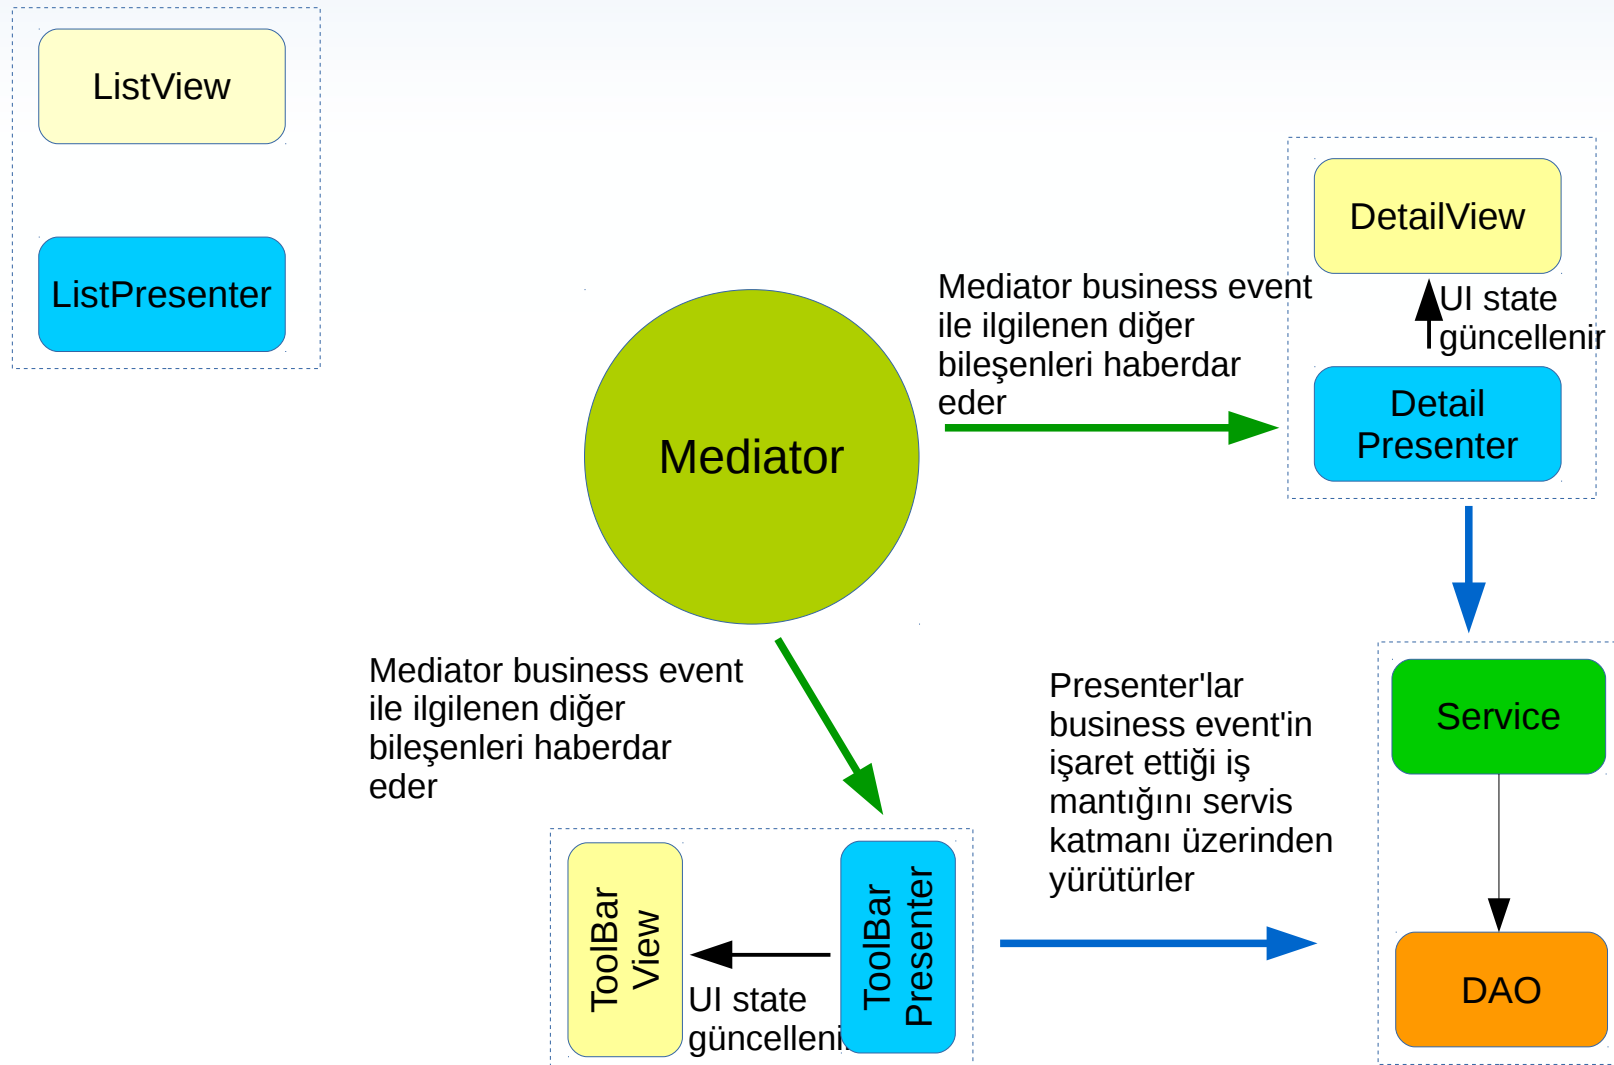 ListView
ListPresenter
DetailView
Mediator business event
ile ilgilenen diğer
bileşenleri haberdar
eder
UI state
güncellenir
Detail
Presenter
Mediator
Mediator business event
ile ilgilenen diğer
bileşenleri haberdar
eder
Presenter'lar
business event'in
işaret ettiği iş
mantığını servis
katmanı üzerinden
yürütürler
Service
ToolBar
View
UI state
güncelleni
ToolBar
Presenter
DAO